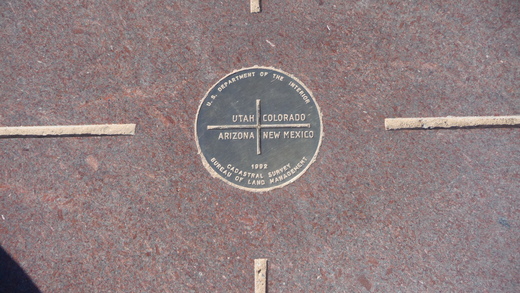 U.S. DEPARTMENT OF THE INTERIOR
UTAH COLORADO
ARIZONA NEW MEXICO
1992
CADASTRAL SURVEY
BUREAU OF LAND MANAGEMENT